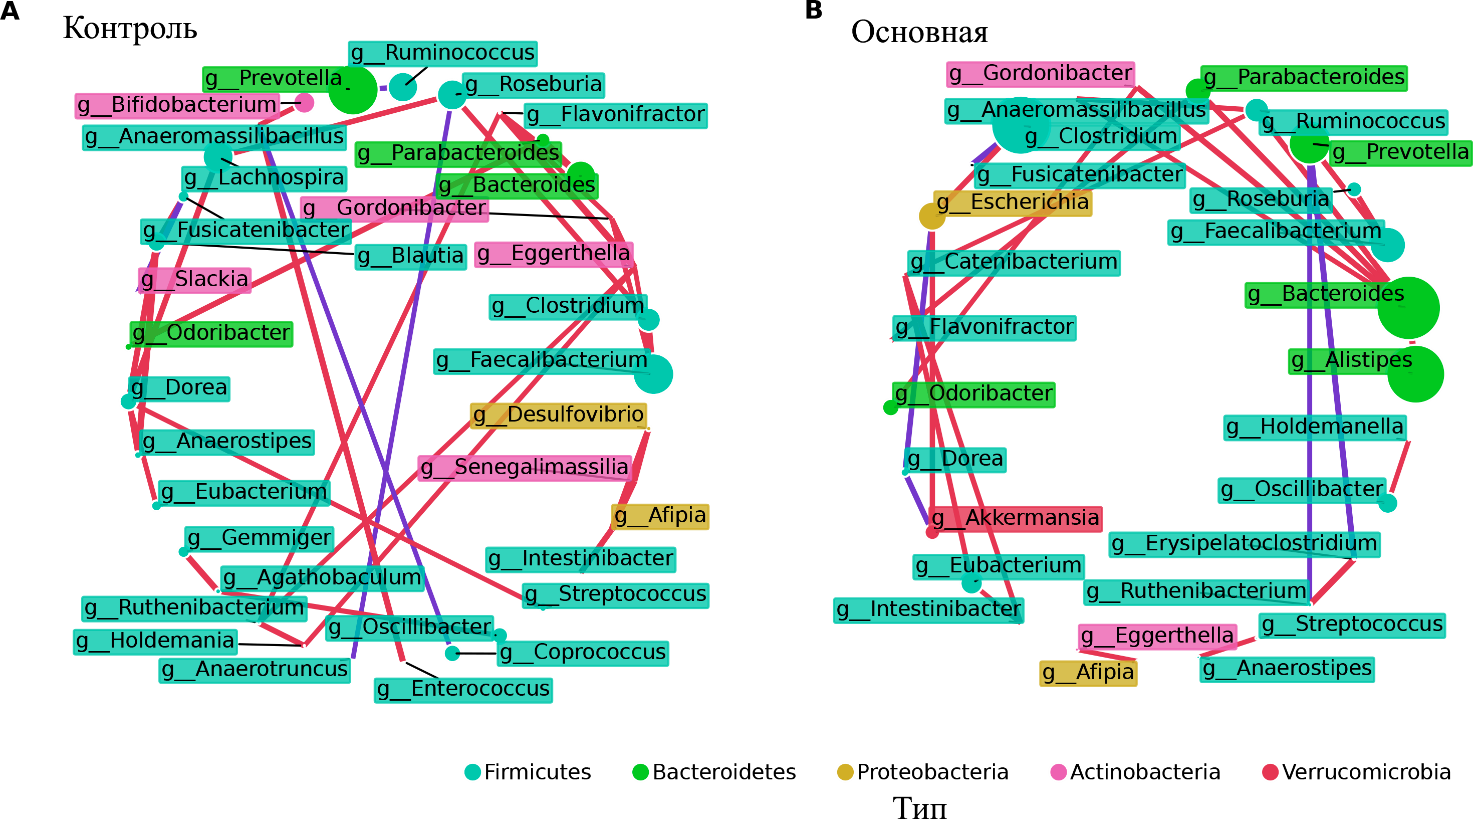 A
Контроль
g__Ruminococcus
g__Prevotella
g__Roseburia
g__Bifidobacterium
g__Flavonifractor
g__Anaeromassilibacillus
g__Parabacteroides
g__Lachnospira
g__Bacteroides
g__Gordonibacter
g__Fusicatenibacter
g__Blautia
g__Eggerthella
g__Slackia
g__Clostridium
g__Odoribacter
g__Faecalibacterium
g__Dorea
g__Desulfovibrio
g__Anaerostipes
g__Senegalimassilia
g__Eubacterium
g__Afipia
g__Gemmiger
g__Intestinibacter
g__Agathobaculum
g__Streptococcus
g__Ruthenibacterium
g__Oscillibacter
g__Holdemania
g__Coprococcus
g__Anaerotruncus
g__Enterococcus
B
Основная
g__Gordonibacter
g__Parabacteroides
g__Anaeromassilibacillus
g__Ruminococcus
g__Clostridium
g__Prevotella
g__Fusicatenibacter
g__Roseburia
g__Escherichia
g__Faecalibacterium
g__Catenibacterium
g__Bacteroides
g__Flavonifractor
g__Alistipes
g__Odoribacter
g__Holdemanella
g__Dorea
g__Oscillibacter
g__Akkermansia
g__Erysipelatoclostridium
g__Eubacterium
g__Ruthenibacterium
g__Intestinibacter
g__Streptococcus
g__Eggerthella
g__Anaerostipes
g__Afipia
Firmicutes Bacteroidetes Proteobacteria Actinobacteria Verrucomicrobia
Тип